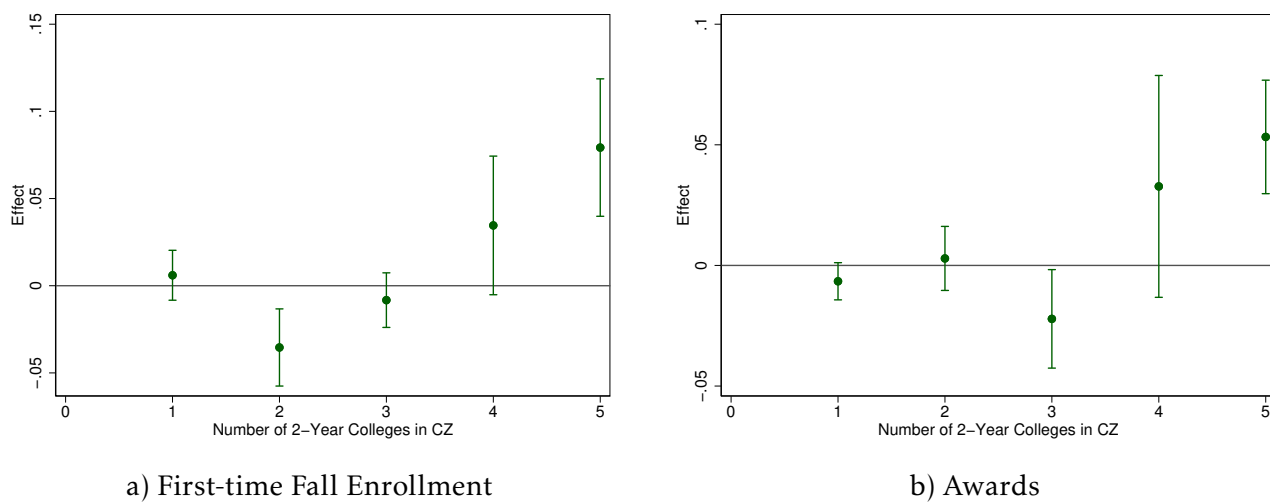 .15
.1
.05
0
−.05
Effect
0 1 2 3 4 5
Number of 2−Year Colleges in CZ
a) First-time Fall Enrollment
.1
.05
0
−.05
Effect
0 1 2 3 4 5
Number of 2−Year Colleges in CZ
b) Awards